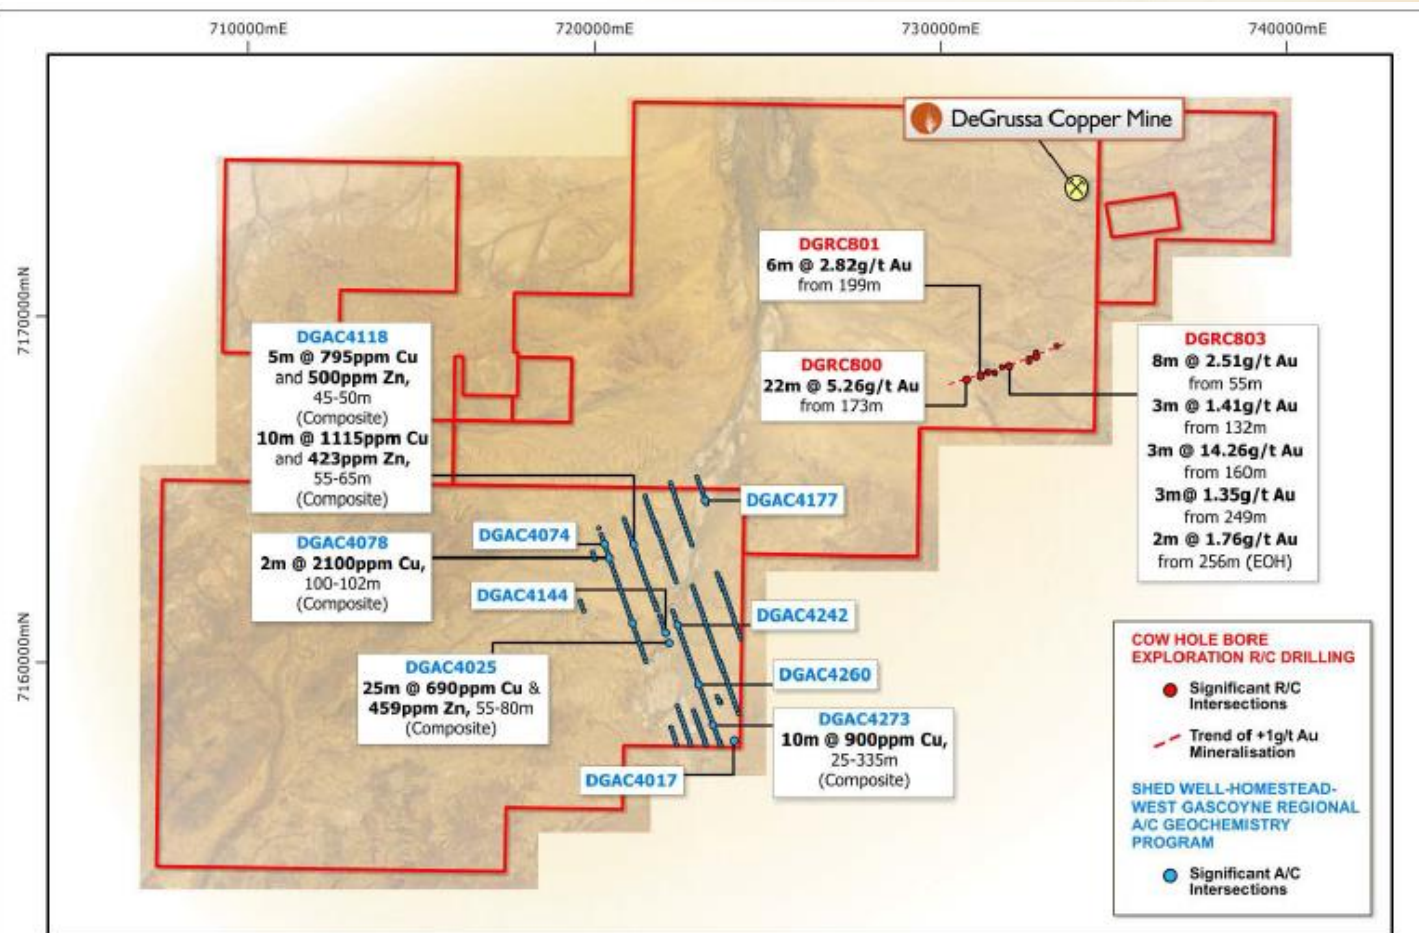 710000mE
720000mE
730000mE
740000mE
7170000mN
7160000mN
DeGrussa Copper Mine
DGRC801
6m @ 2.82g/t Au
from 199m
DGRC800
22m @ 5.26g/t Au
from 173m
DGRC803
8m @ 2.51g/t Au
from 55m
3m @ 1.41g/t Au
from 132m
3m @ 14.26g/t Au
from 160m
3m@ 1.35g/t Au
from 249m
2m @ 1.76g/t Au
from 256m (EOH)
DGAC4118
5m @ 795ppm Cu
and 500ppm Zn,
45-50m
(Composite)
10m @ 1115ppm Cu
and 423ppm Zn,
55-65m
(Composite)
DGAC4177
DGAC4074
DGAC4078
2m @ 2100ppm Cu,
100-102m
(Composite)
DGAC4144
DGAC4242
DGAC4025
25m @ 690ppm Cu &
459ppm Zn, 55-80m
(Composite)
DGAC4260
DGAC4273
10m @ 900ppm Cu,
25-335m
(Composite)
DGAC4017
COW HOLE BORE
EXPLORATION R/C DRILLING
Significant R/C
Intersections
Trend of +1g/t Au
Mineralisation
SHED WELL-HOMESTEAD-
WEST GASCOYNE REGIONAL
A/C GEOCHEMISTRY
PROGRAM
Significant A/C
Intersections